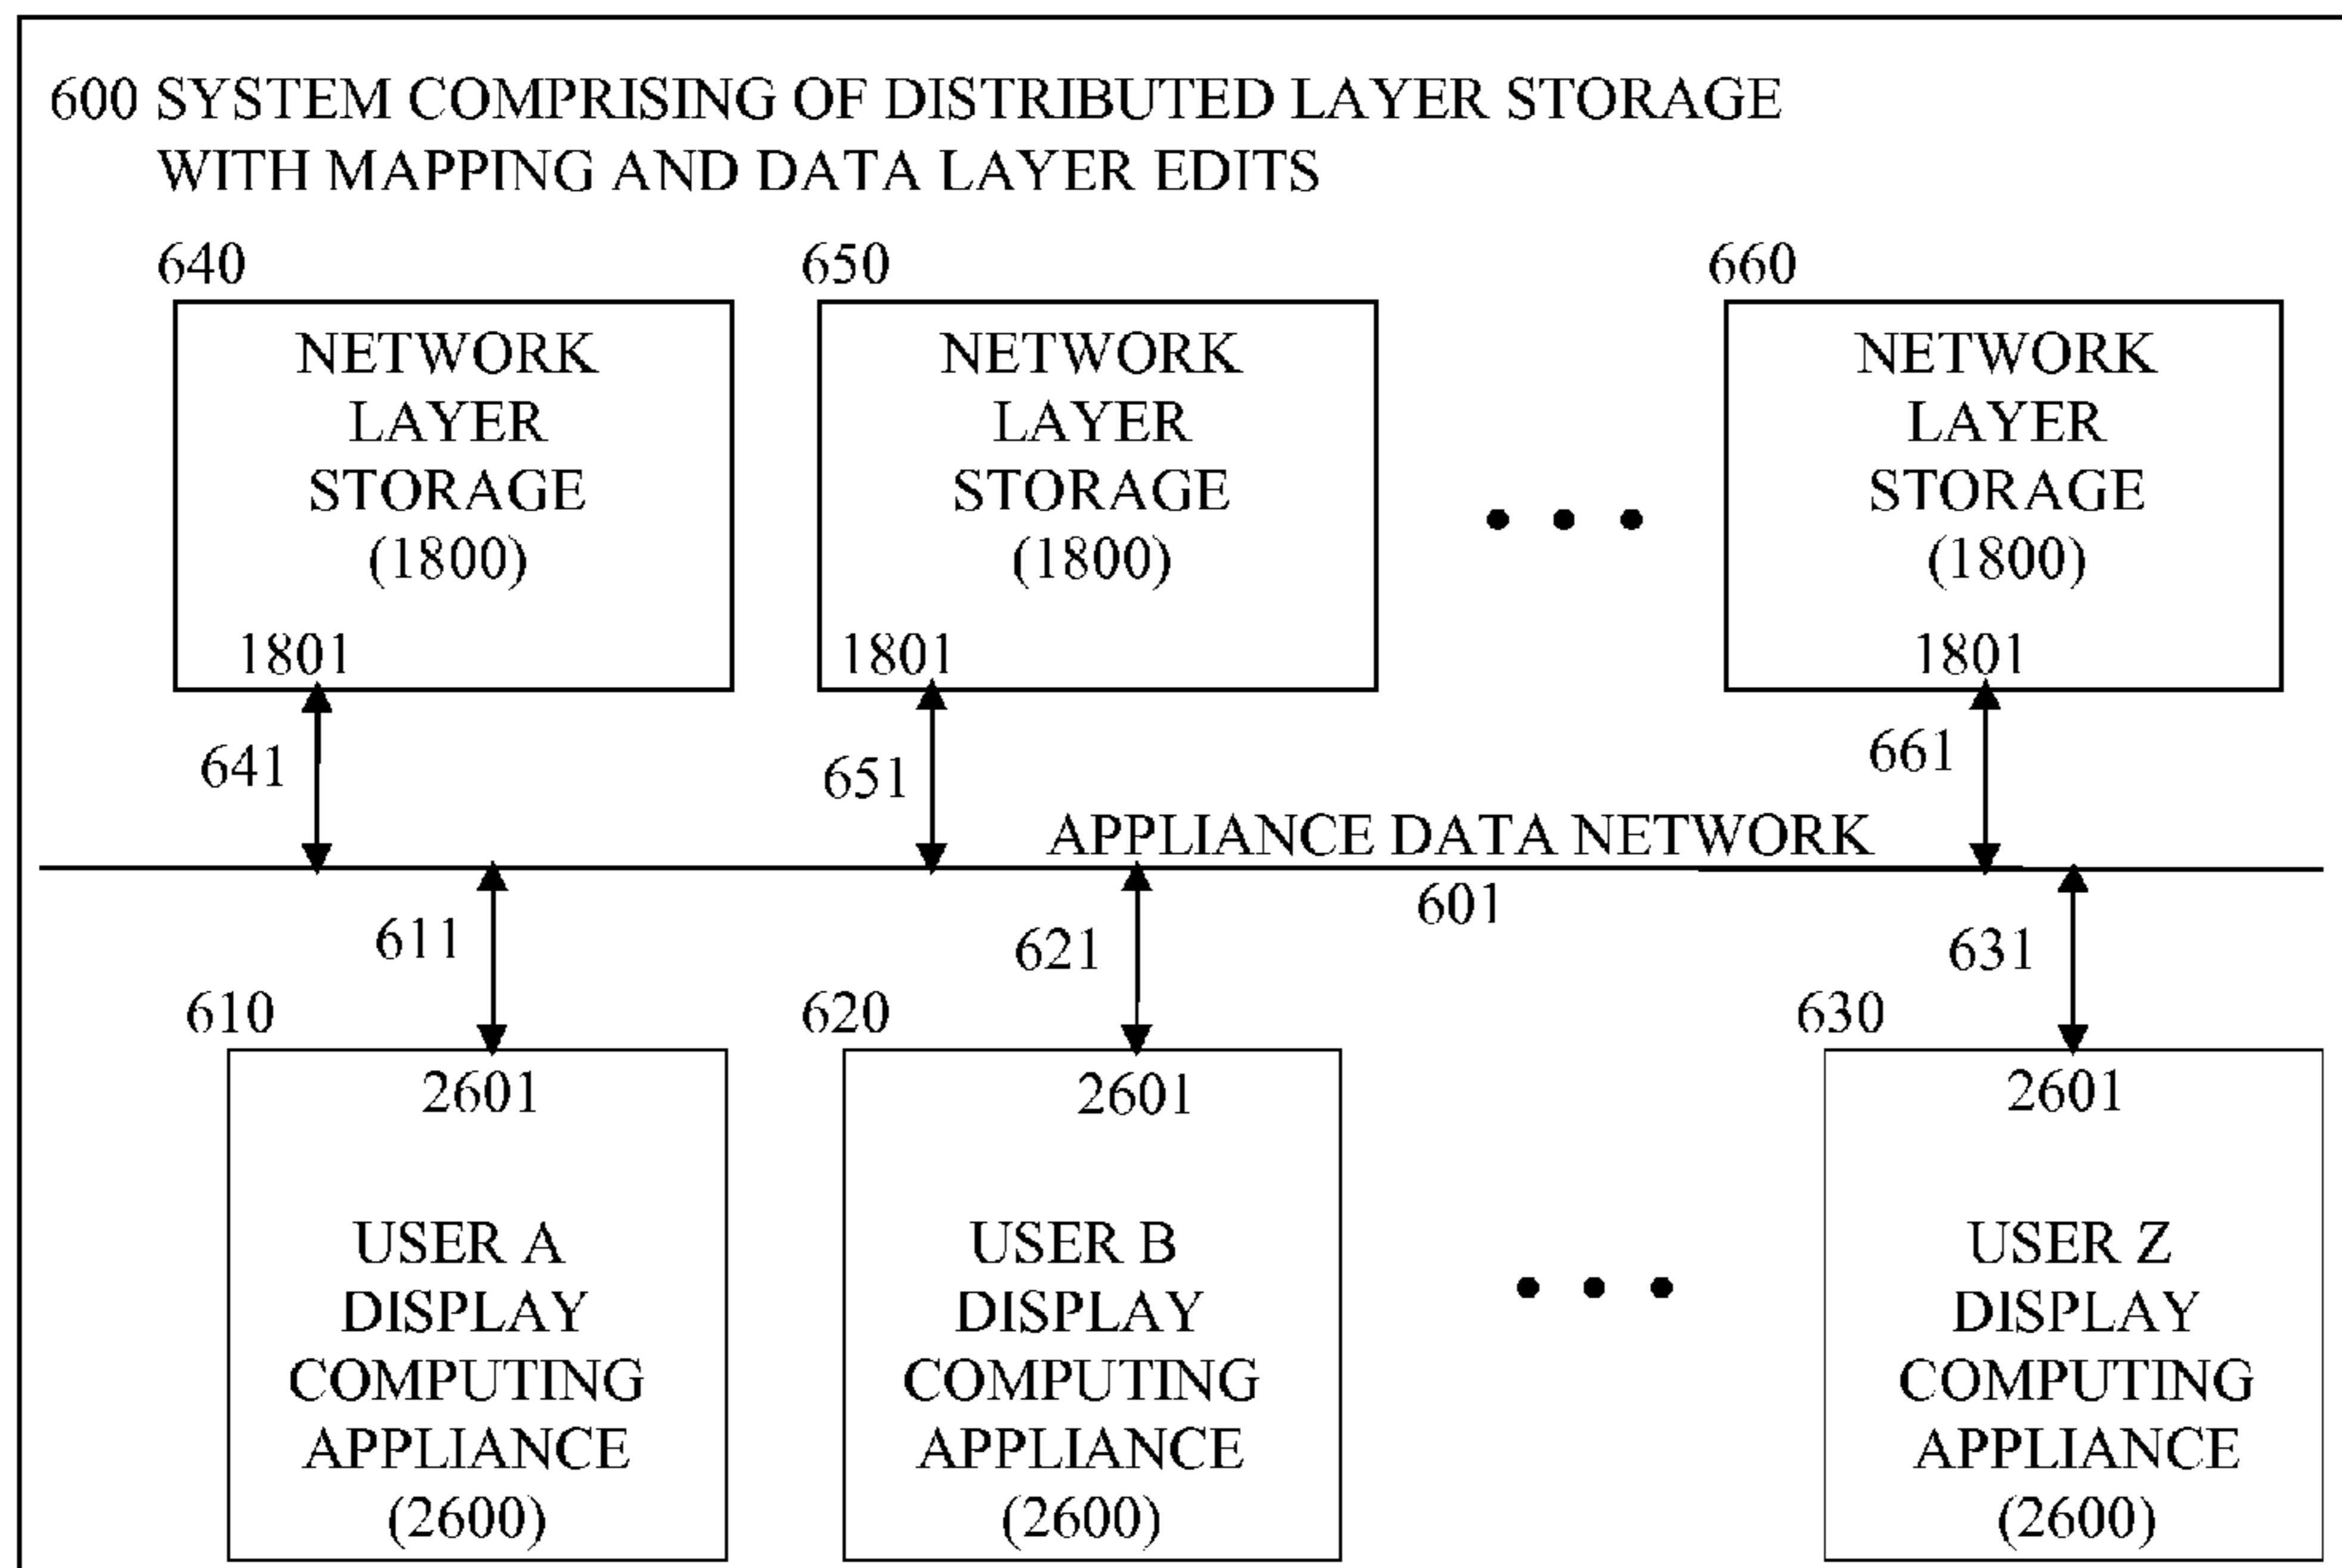 600 SYSTEM COMPRISING OF DISTRIBUTED LAYER STORAGE
WITH MAPPING AND DATA LAYER EDITS
640
NETWORK
LAYER
STORAGE
(1800)
1801
650
NETWORK
LAYER
STORAGE
(1800)
1801
660
NETWORK
LAYER
STORAGE
(1800)
1801
641
651
661
APPLIANCE DATA NETWORK
601
611
621
631
610
2601
USER A
DISPLAY
COMPUTING
APPLIANCE
(2600)
620
2601
USER B
DISPLAY
COMPUTING
APPLIANCE
(2600)
630
2601
USER Z
DISPLAY
COMPUTING
APPLIANCE
(2600)